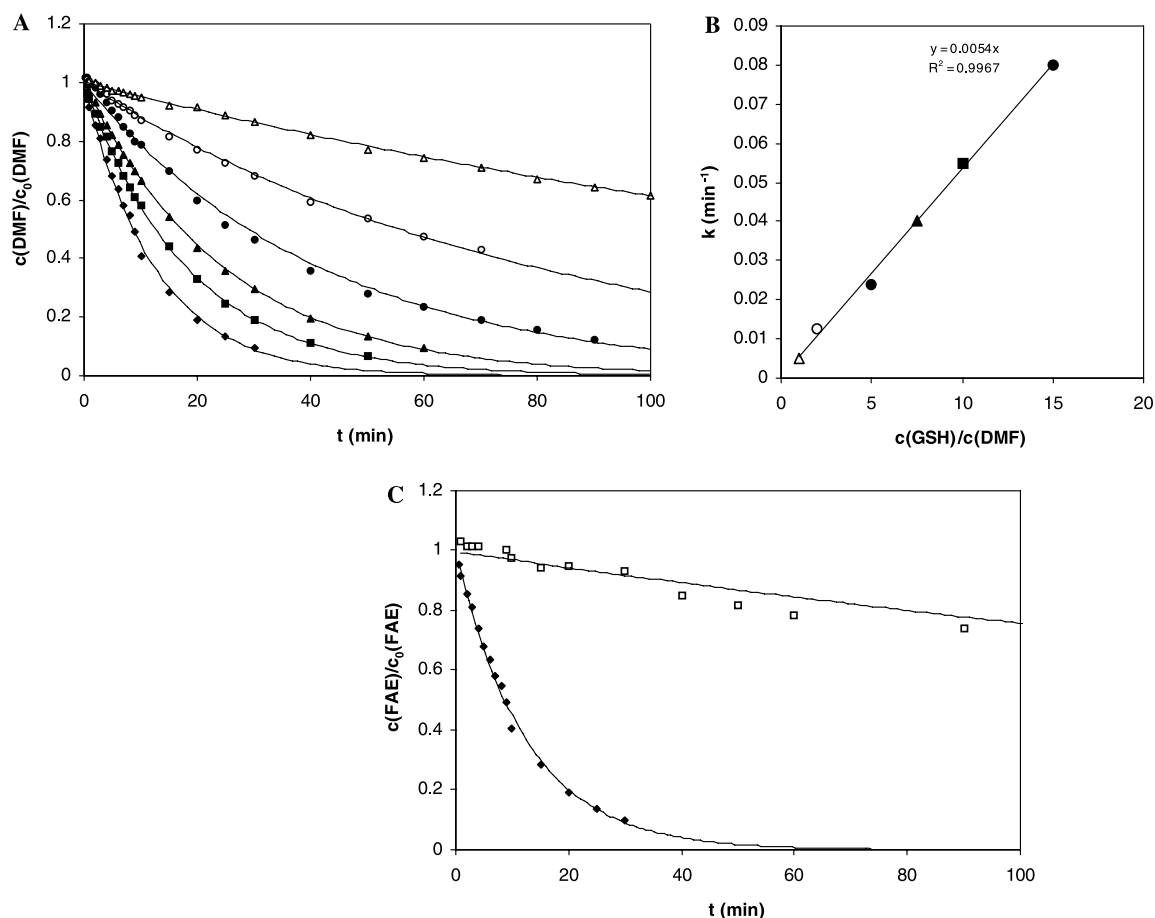 A
1.2
1
0.8
0.6
0.4
0.2
0
c(DMF)/c₀(DMF)
0 20 40 60 80 100
t (min)
B
0.09
0.08
0.07
0.06
0.05
0.04
0.03
0.02
0.01
0
k (min⁻¹)
y = 0.0054x
R² = 0.9967
0 5 10 15 20
c(GSH)/c(DMF)
C
1.2
1
0.8
0.6
0.4
0.2
0
c(FAE)/c₀(FAE)
0 20 40 60 80 100
t (min)